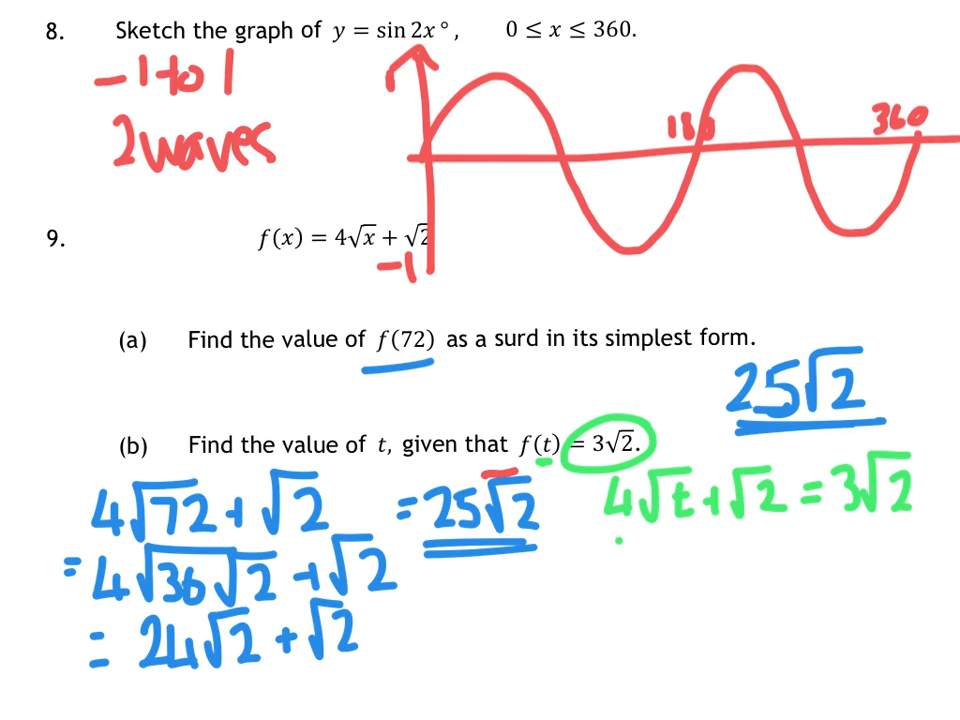 8. Sketch the graph of y = sin 2x°, 0 ≤ x ≤ 360.
-1 to 1
2 waves
180
360
9. f(x) = 4√x + √2
-1
(a) Find the value of f(72) as a surd in its simplest form.
25√2
(b) Find the value of t, given that f(t) = 3√2.
4√72 + √2 = 25√2
4√t + √2 = 3√2
= 4√36√2 + √2
= 24√2 + √2